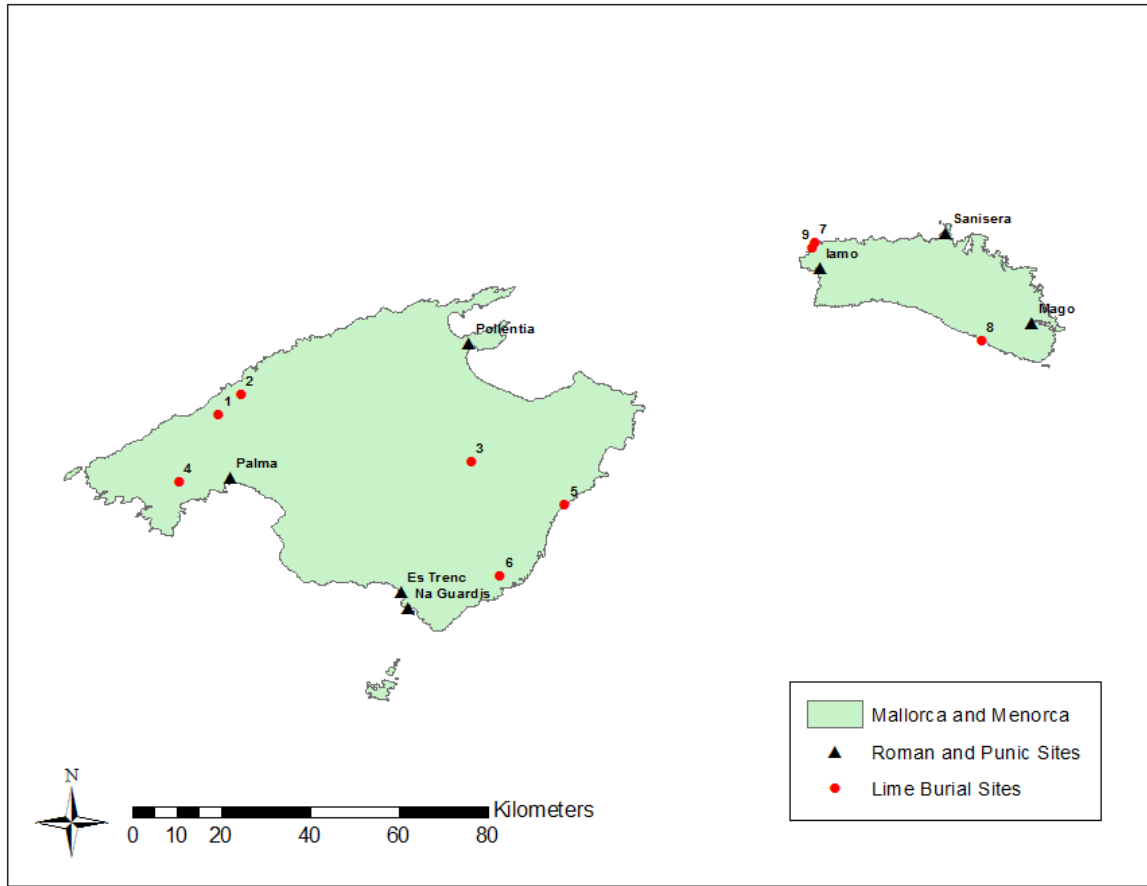 Sanisera
9 7
Iamo
Mago
8
Pollentia
2
1
3
4
Palma
5
6
Es Trenc
Na Guardis
Mallorca and Menorca
Roman and Punic Sites
Lime Burial Sites
N
Kilometers
0 10 20 40 60 80